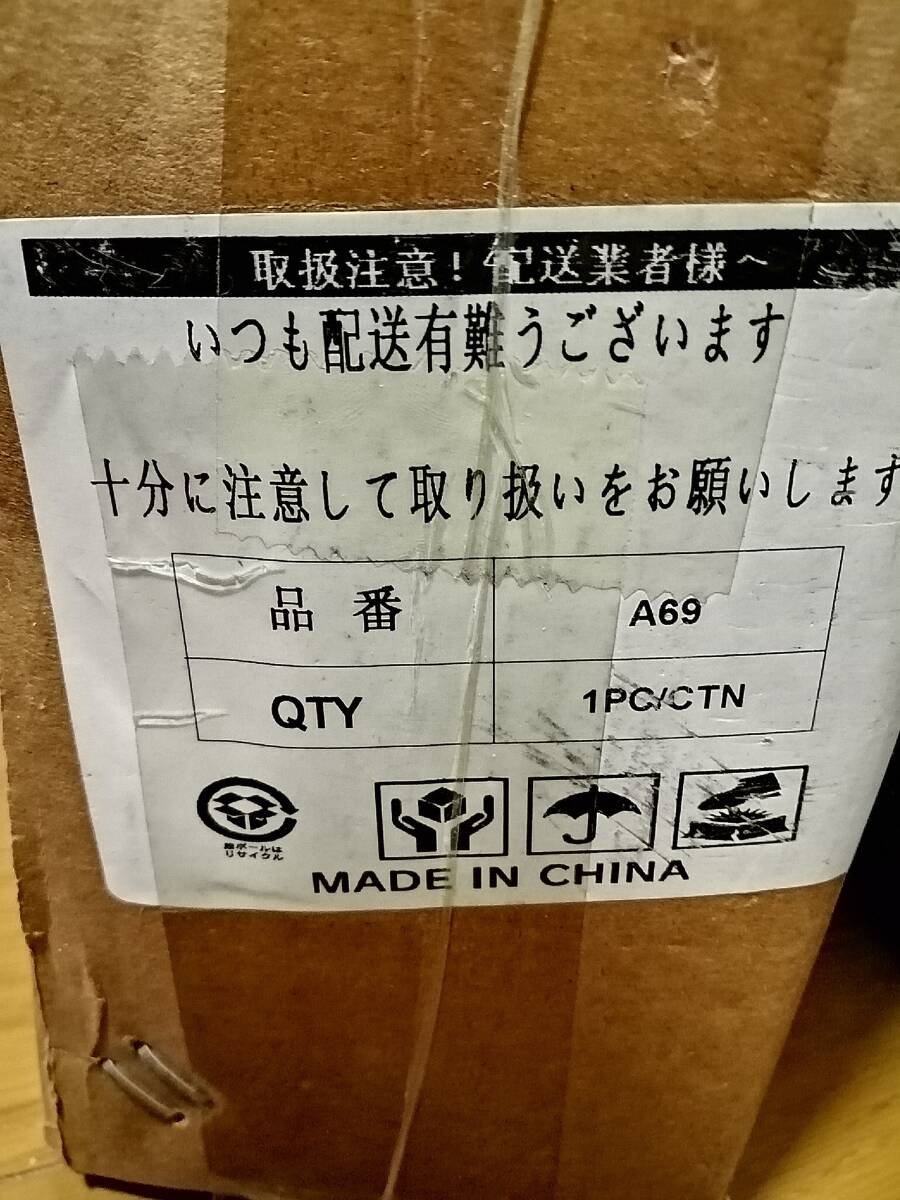 取扱注意！配送業者様へ
いつも配送有難うございます
十分に注意して取り扱いをお願いします
品番 A69
QTY 1PC/CTN
段ボールは
リサイクル
MADE IN CHINA